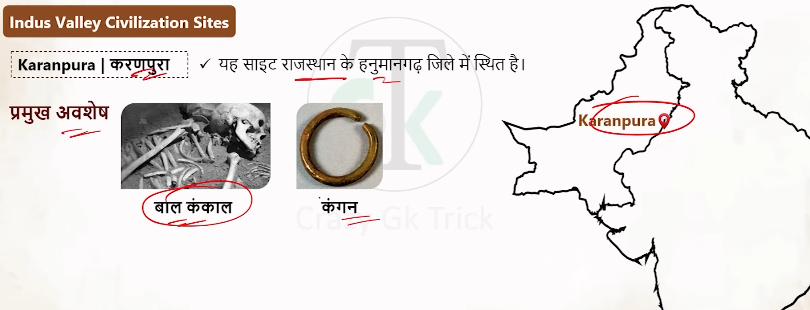 Indus Valley Civilization Sites
Karanpura | करणपुरा
✓ यह साइट राजस्थान के हनुमानगढ़ जिले में स्थित है।
प्रमुख अवशेष
Karanpura
बाल कंकाल
कंगन
Crazy Gk Trick